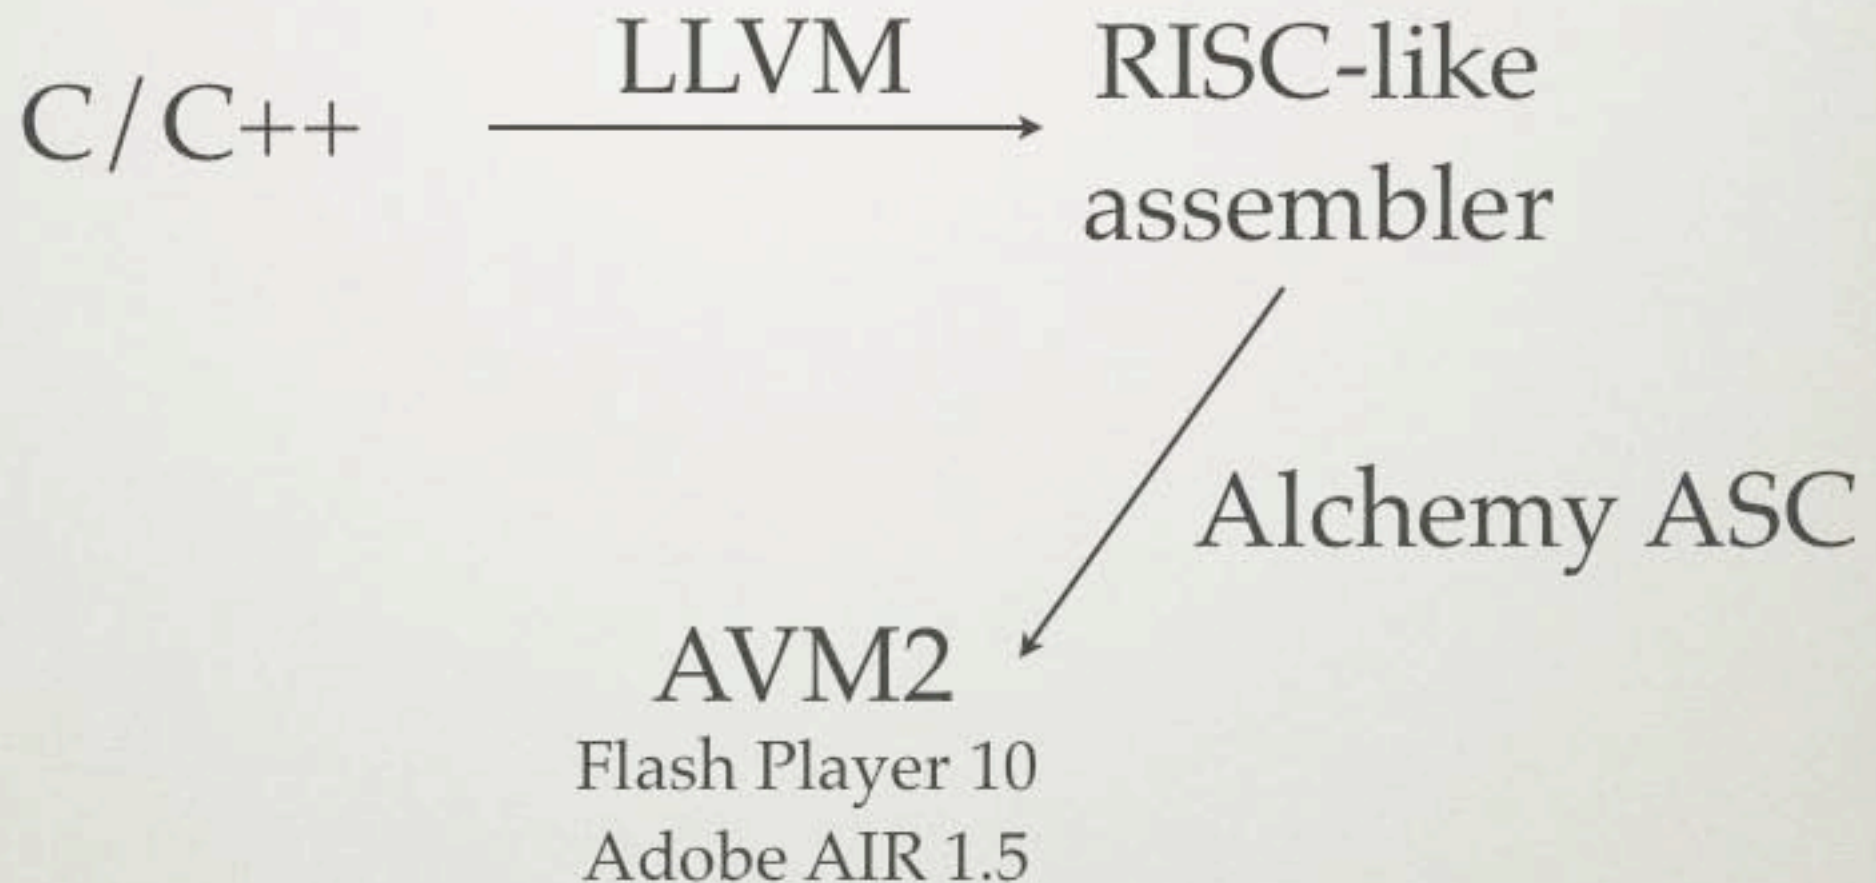 LLVM
C/C++
RISC-like
assembler
Alchemy ASC
AVM2
Flash Player 10
Adobe AIR 1.5